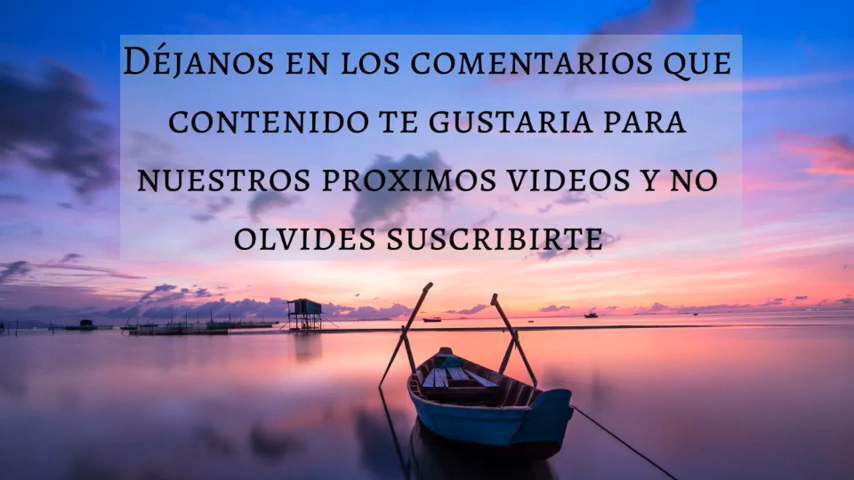 Déjanos en los comentarios que
contenido te gustaria para
nuestros proximos videos y no
olvides suscribirte